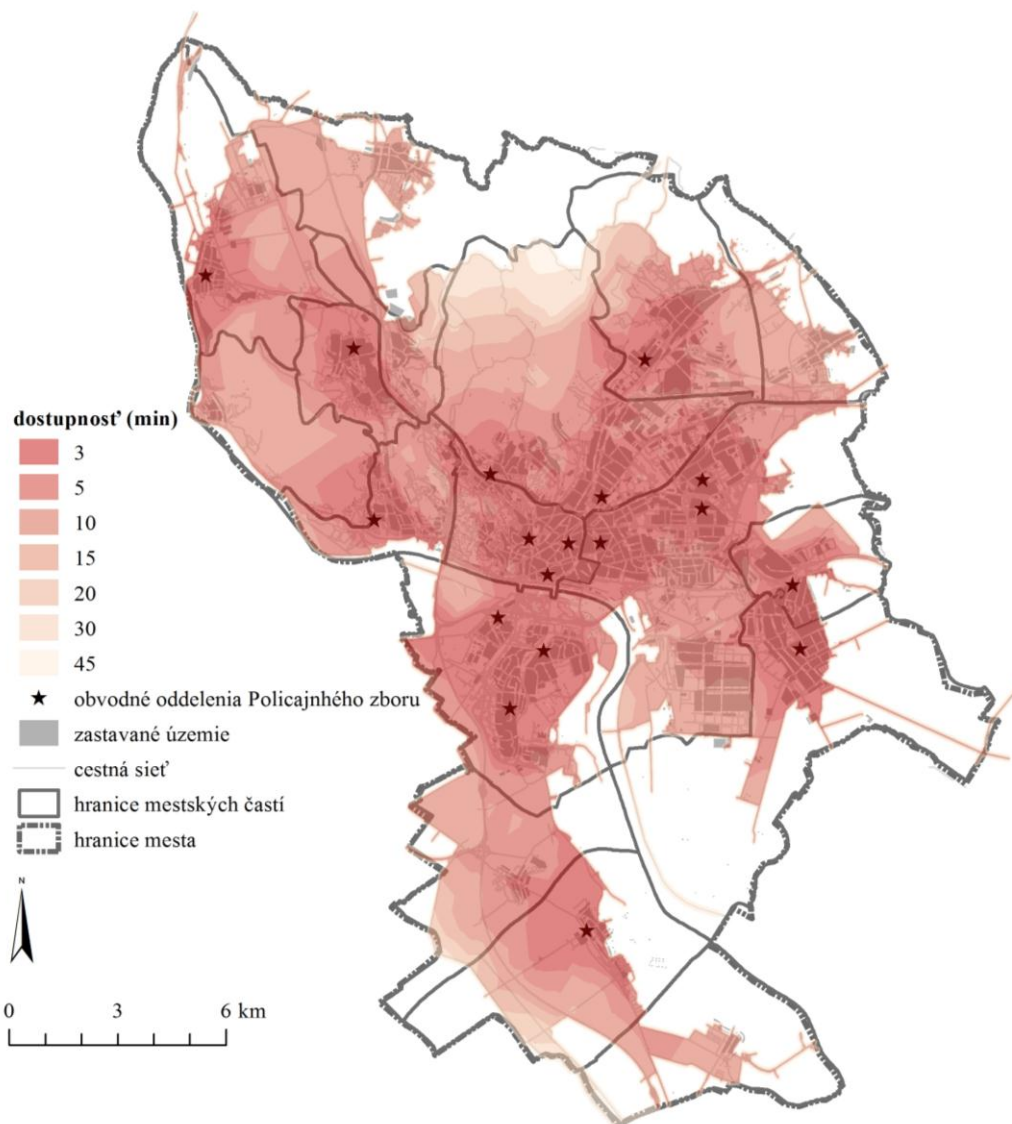 dostupnosť (min)
3
5
10
15
20
30
45
obvodné oddelenia Policajnhého zboru
zastavané územie
cestná sieť
hranice mestských častí
hranice mesta
N
0 3 6 km